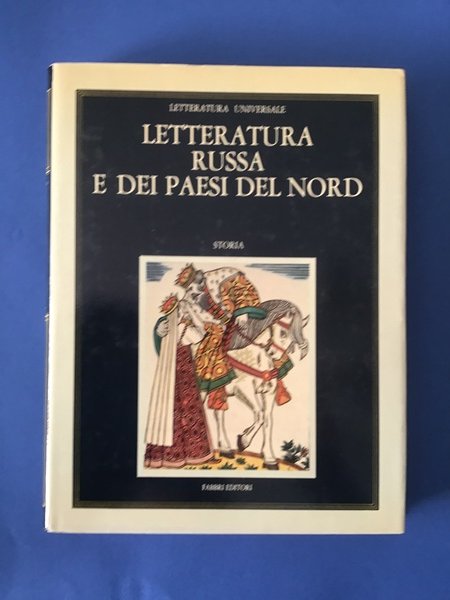 LETTERATURA UNIVERSALE
LETTERATURA
RUSSA
E DEI PAESI DEL NORD
STORIA
FABBRI EDITORI